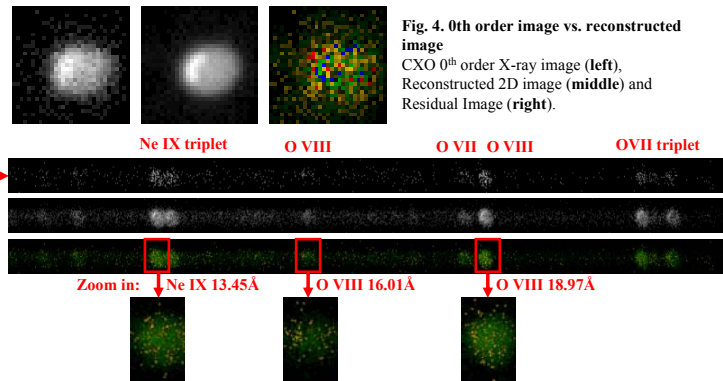 Fig. 4. 0th order image vs. reconstructed
image
CXO 0th order X-ray image (left),
Reconstructed 2D image (middle) and
Residual Image (right).
Ne IX triplet O VIII O VII O VIII OVII triplet
Zoom in: Ne IX 13.45Å O VIII 16.01Å O VIII 18.97Å